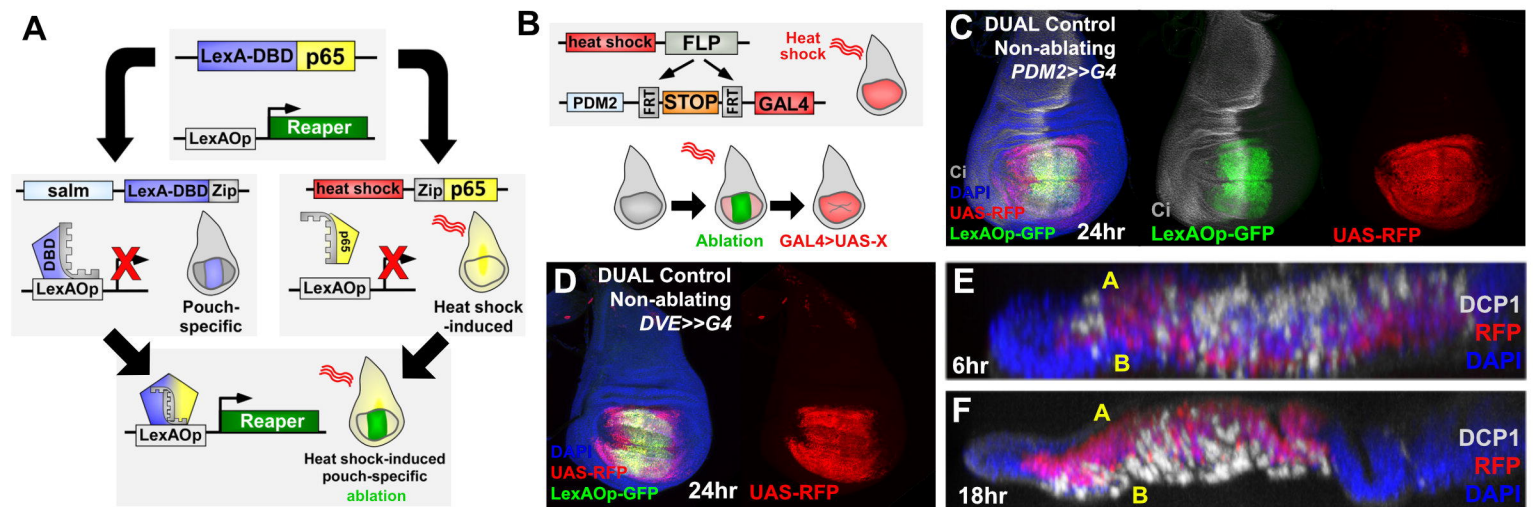 A
LexA-DBD p65
LexAOp
Reaper
salm
LexA-DBD Zip
DBD
LexAOp
X
Pouch-
specific
heat shock
Zip p65
p65
LexAOp
X
Heat shock
-induced
LexAOp
Reaper
Heat shock-induced
pouch-specific
ablation
B
heat shock
FLP
Heat
shock
PDM2
FRT
STOP
FRT
GAL4
Ablation
GAL4>UAS-X
C
DUAL Control
Non-ablating
PDM2>>G4
Ci
DAPI
UAS-RFP
LexAOp-GFP
24hr
Ci
LexAOp-GFP
UAS-RFP
D
DUAL Control
Non-ablating
DVE>>G4
DAPI
UAS-RFP
LexAOp-GFP
24hr
UAS-RFP
E
A
B
6hr
DCP1
RFP
DAPI
F
A
B
18hr
DCP1
RFP
DAPI